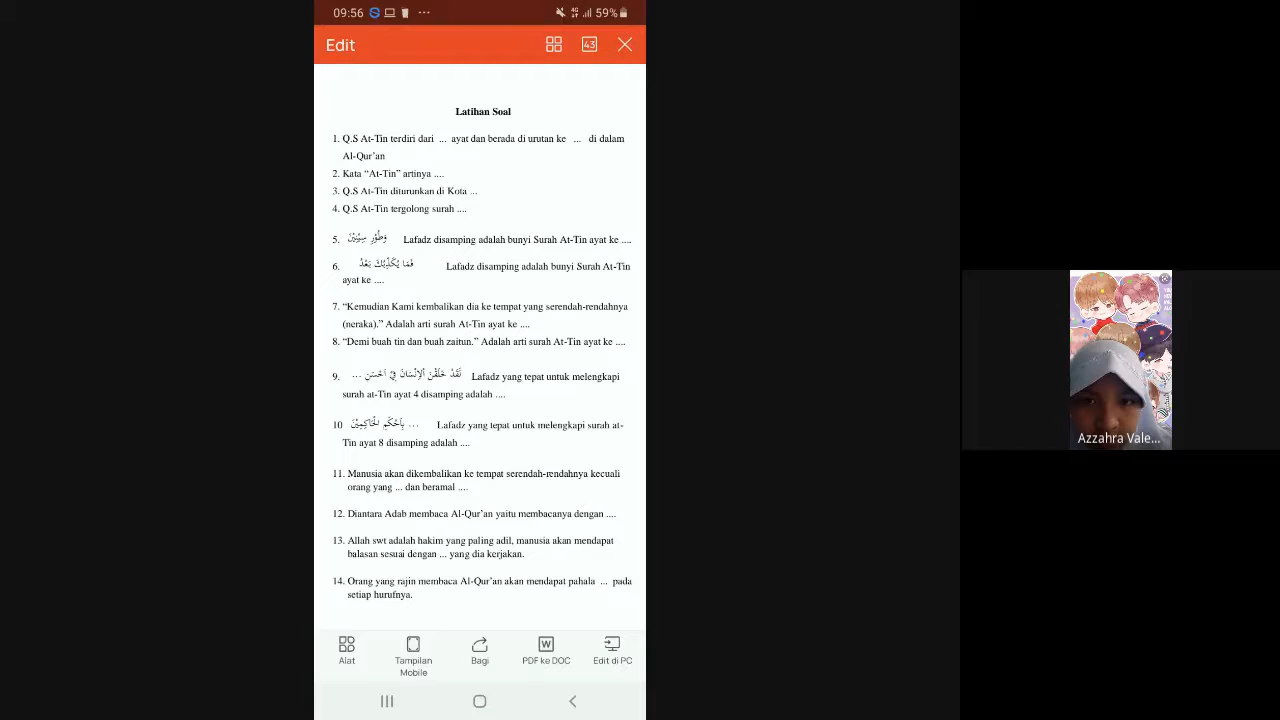 09:56 ... 59%
Edit 43
Latihan Soal
1. Q.S At-Tin terdiri dari ... ayat dan berada di urutan ke ... di dalam
Al-Qur’an
2. Kata “At-Tin” artinya ....
3. Q.S At-Tin diturunkan di Kota ...
4. Q.S At-Tin tergolong surah ....
5. وَطُوْرِ سِيْنِيْنَ Lafadz disamping adalah bunyi Surah At-Tin ayat ke ....
6. فَمَا يُكَذِّبُكَ بَعْدُ Lafadz disamping adalah bunyi Surah At-Tin
ayat ke ....
7. “Kemudian Kami kembalikan dia ke tempat yang serendah-rendahnya
(neraka).” Adalah arti surah At-Tin ayat ke ....
8. “Demi buah tin dan buah zaitun.” Adalah arti surah At-Tin ayat ke ....
9. لَقَدْ خَلَقْنَ الْاِنْسَانَ فِيْٓ اَحْسَنِ ... Lafadz yang tepat untuk melengkapi
surah at-Tin ayat 4 disamping adalah ....
10 ... بِاَحْكَمِ الْحَاكِمِيْنَ Lafadz yang tepat untuk melengkapi surah at-
Tin ayat 8 disamping adalah ....
11. Manusia akan dikembalikan ke tempat serendah-rendahnya kecuali
orang yang ... dan beramal ....
12. Diantara Adab membaca Al-Qur’an yaitu membacanya dengan ....
13. Allah swt adalah hakim yang paling adil, manusia akan mendapat
balasan sesuai dengan ... yang dia kerjakan.
14. Orang yang rajin membaca Al-Qur’an akan mendapat pahala ... pada
setiap hurufnya.
Alat
Tampilan
Mobile
Bagi
PDF ke DOC
Edit di PC
Azzahra Vale...